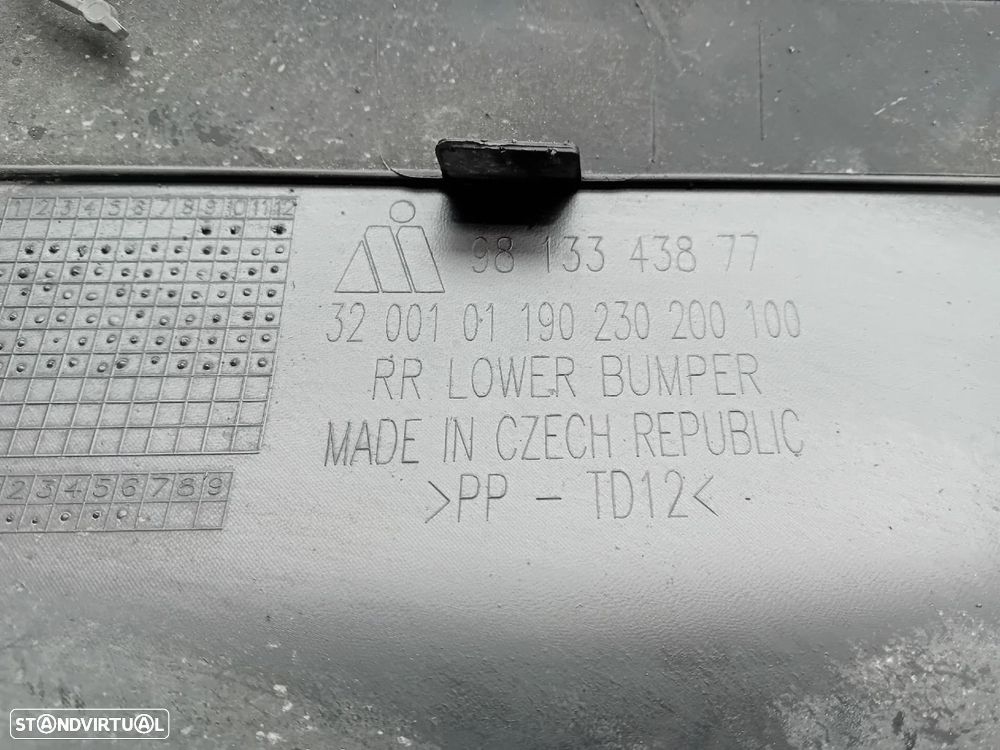 1 2 3 4 5 6 7 8 9 10 11 12
98 133 438 77
32 001 01 190 230 200 100
RR LOWER BUMPER
MADE IN CZECH REPUBLIC
>PP - TD12<
2 3 4 5 6 7 8 9
STANDVIRTUAL